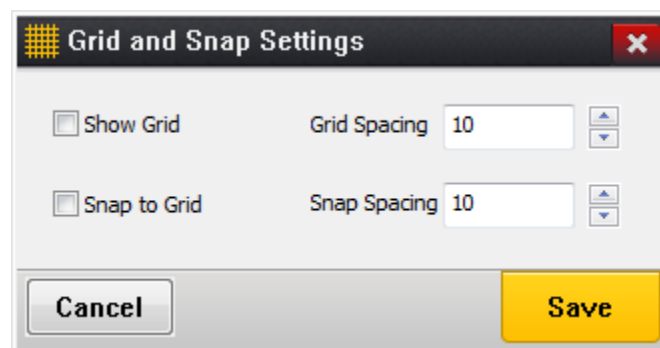 Grid and Snap Settings
Show Grid Grid Spacing 10
Snap to Grid Snap Spacing 10
Cancel Save